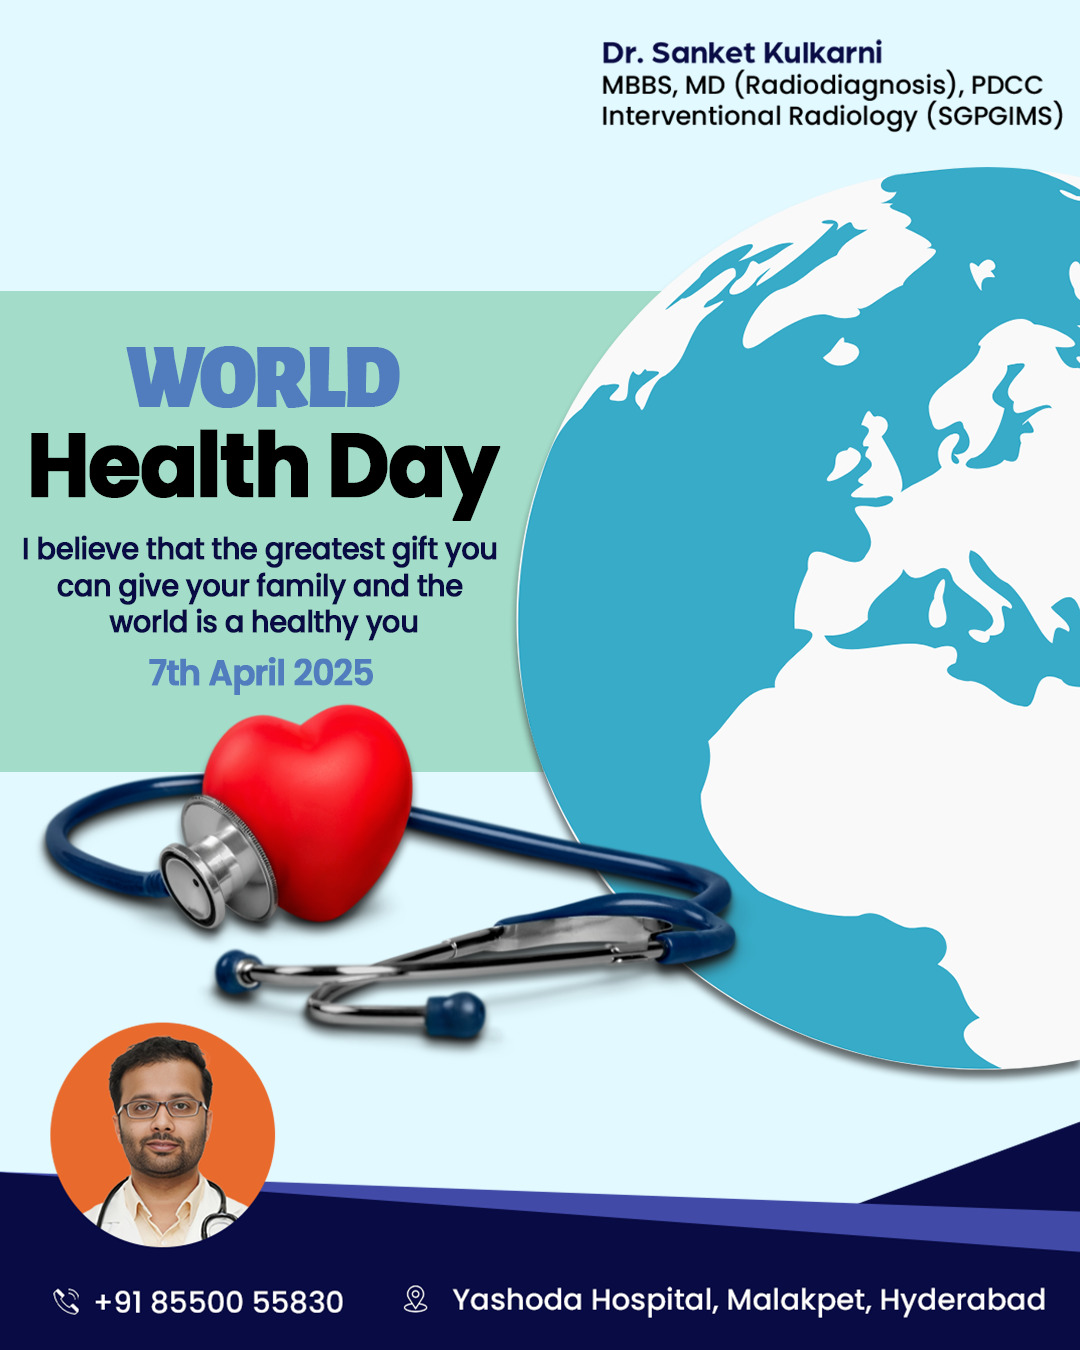 Dr. Sanket Kulkarni
MBBS, MD (Radiodiagnosis), PDCC
Interventional Radiology (SGPGIMS)
WORLD
Health Day
I believe that the greatest gift you
can give your family and the
world is a healthy you
7th April 2025
+91 85500 55830
Yashoda Hospital, Malakpet, Hyderabad